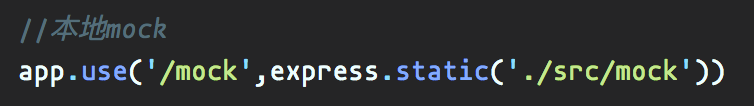 //本地mock
app.use('/mock',express.static('./src/mock'))